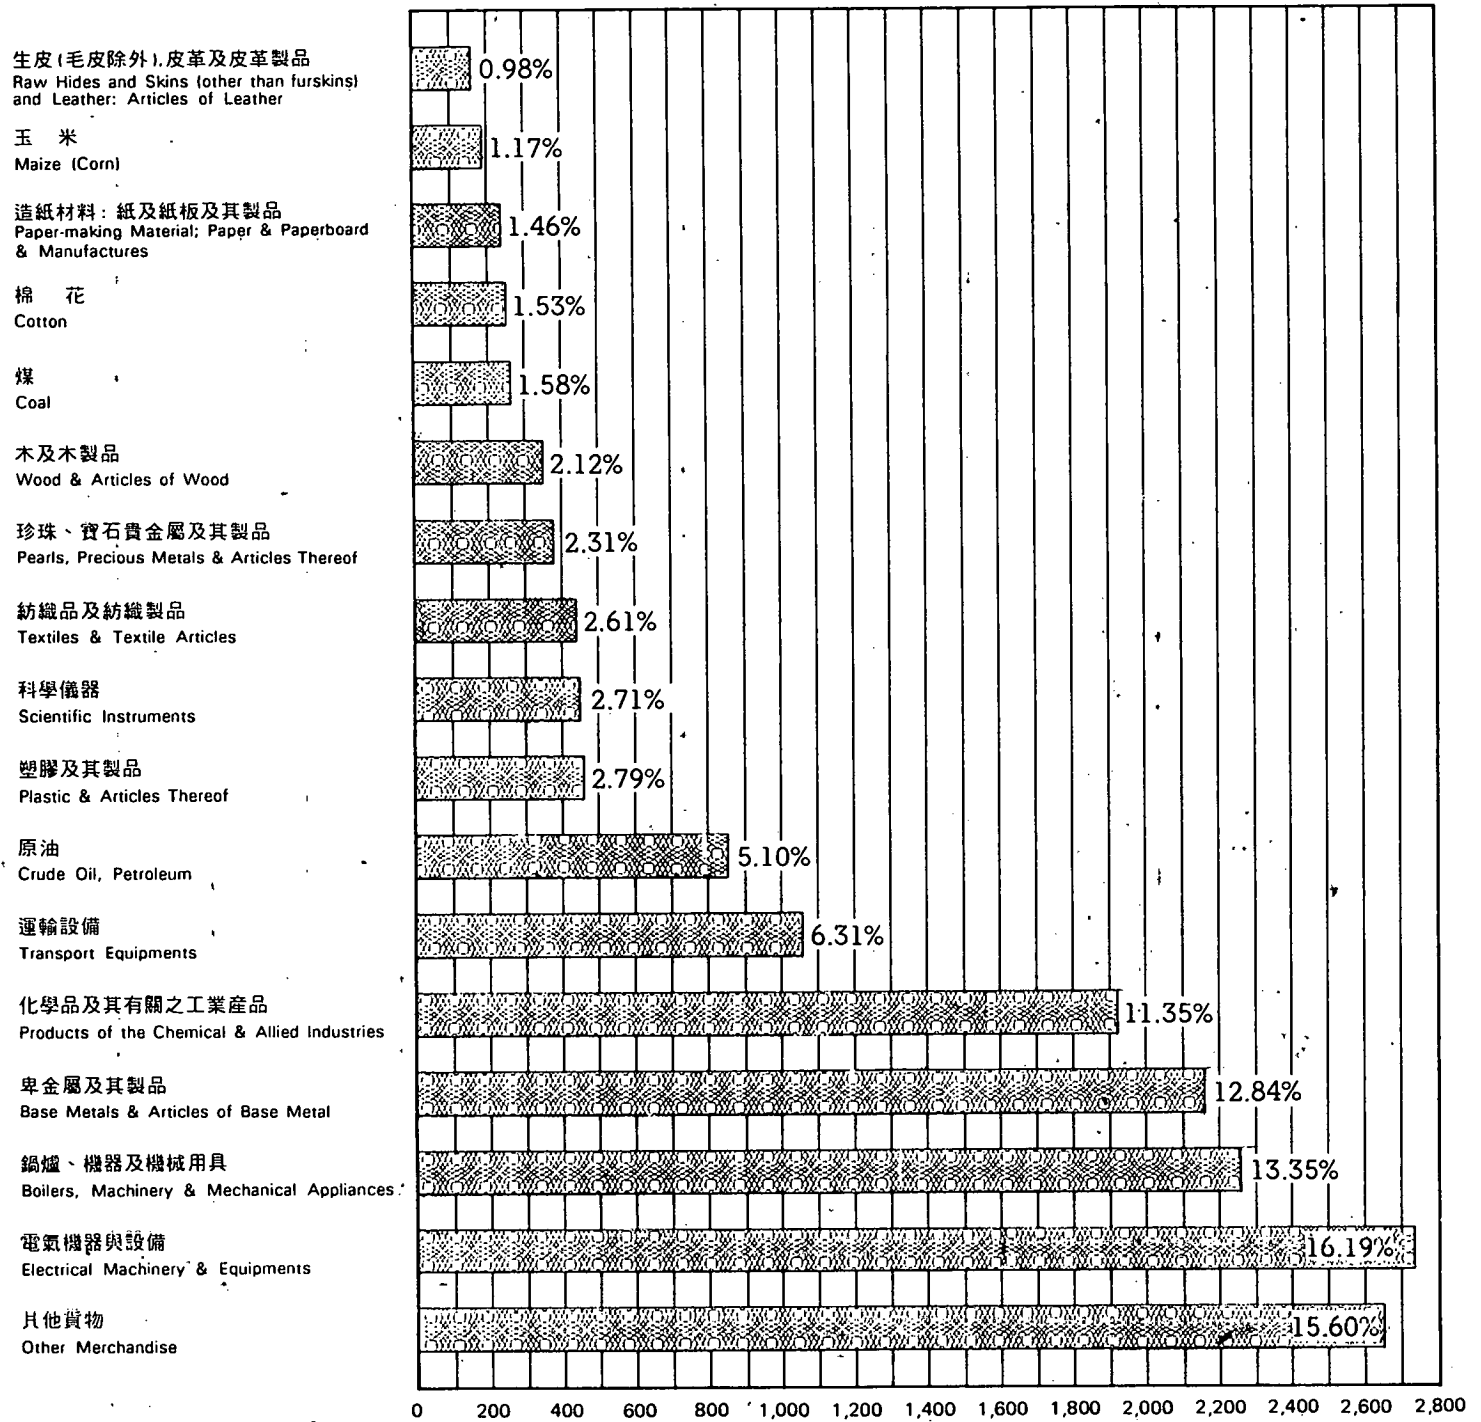 生皮(毛皮除外),皮革及皮革製品
Raw Hides and Skins (other than furskins)
and Leather: Articles of Leather
0.98%
玉 米
Maize (Corn)
1.17%
造紙材料：紙及紙板及其製品
Paper-making Material; Paper & Paperboard
& Manufactures
1.46%
棉 花
Cotton
1.53%
煤
Coal
1.58%
木及木製品
Wood & Articles of Wood
2.12%
珍珠、寶石貴金屬及其製品
Pearls, Precious Metals & Articles Thereof
2.31%
紡織品及紡織製品
Textiles & Textile Articles
2.61%
科學儀器
Scientific Instruments
2.71%
塑膠及其製品
Plastic & Articles Thereof
2.79%
原油
Crude Oil, Petroleum
5.10%
運輸設備
Transport Equipments
6.31%
化學品及其有關之工業產品
Products of the Chemical & Allied Industries
11.35%
卑金屬及其製品
Base Metals & Articles of Base Metal
12.84%
鍋爐、機器及機械用具
Boilers, Machinery & Mechanical Appliances
13.35%
電氣機器與設備
Electrical Machinery & Equipments
16.19%
其他貨物
Other Merchandise
15.60%
0 200 400 600 800 1,000 1,200 1,400 1,600 1,800 2,000 2,200 2,400 2,600 2,800